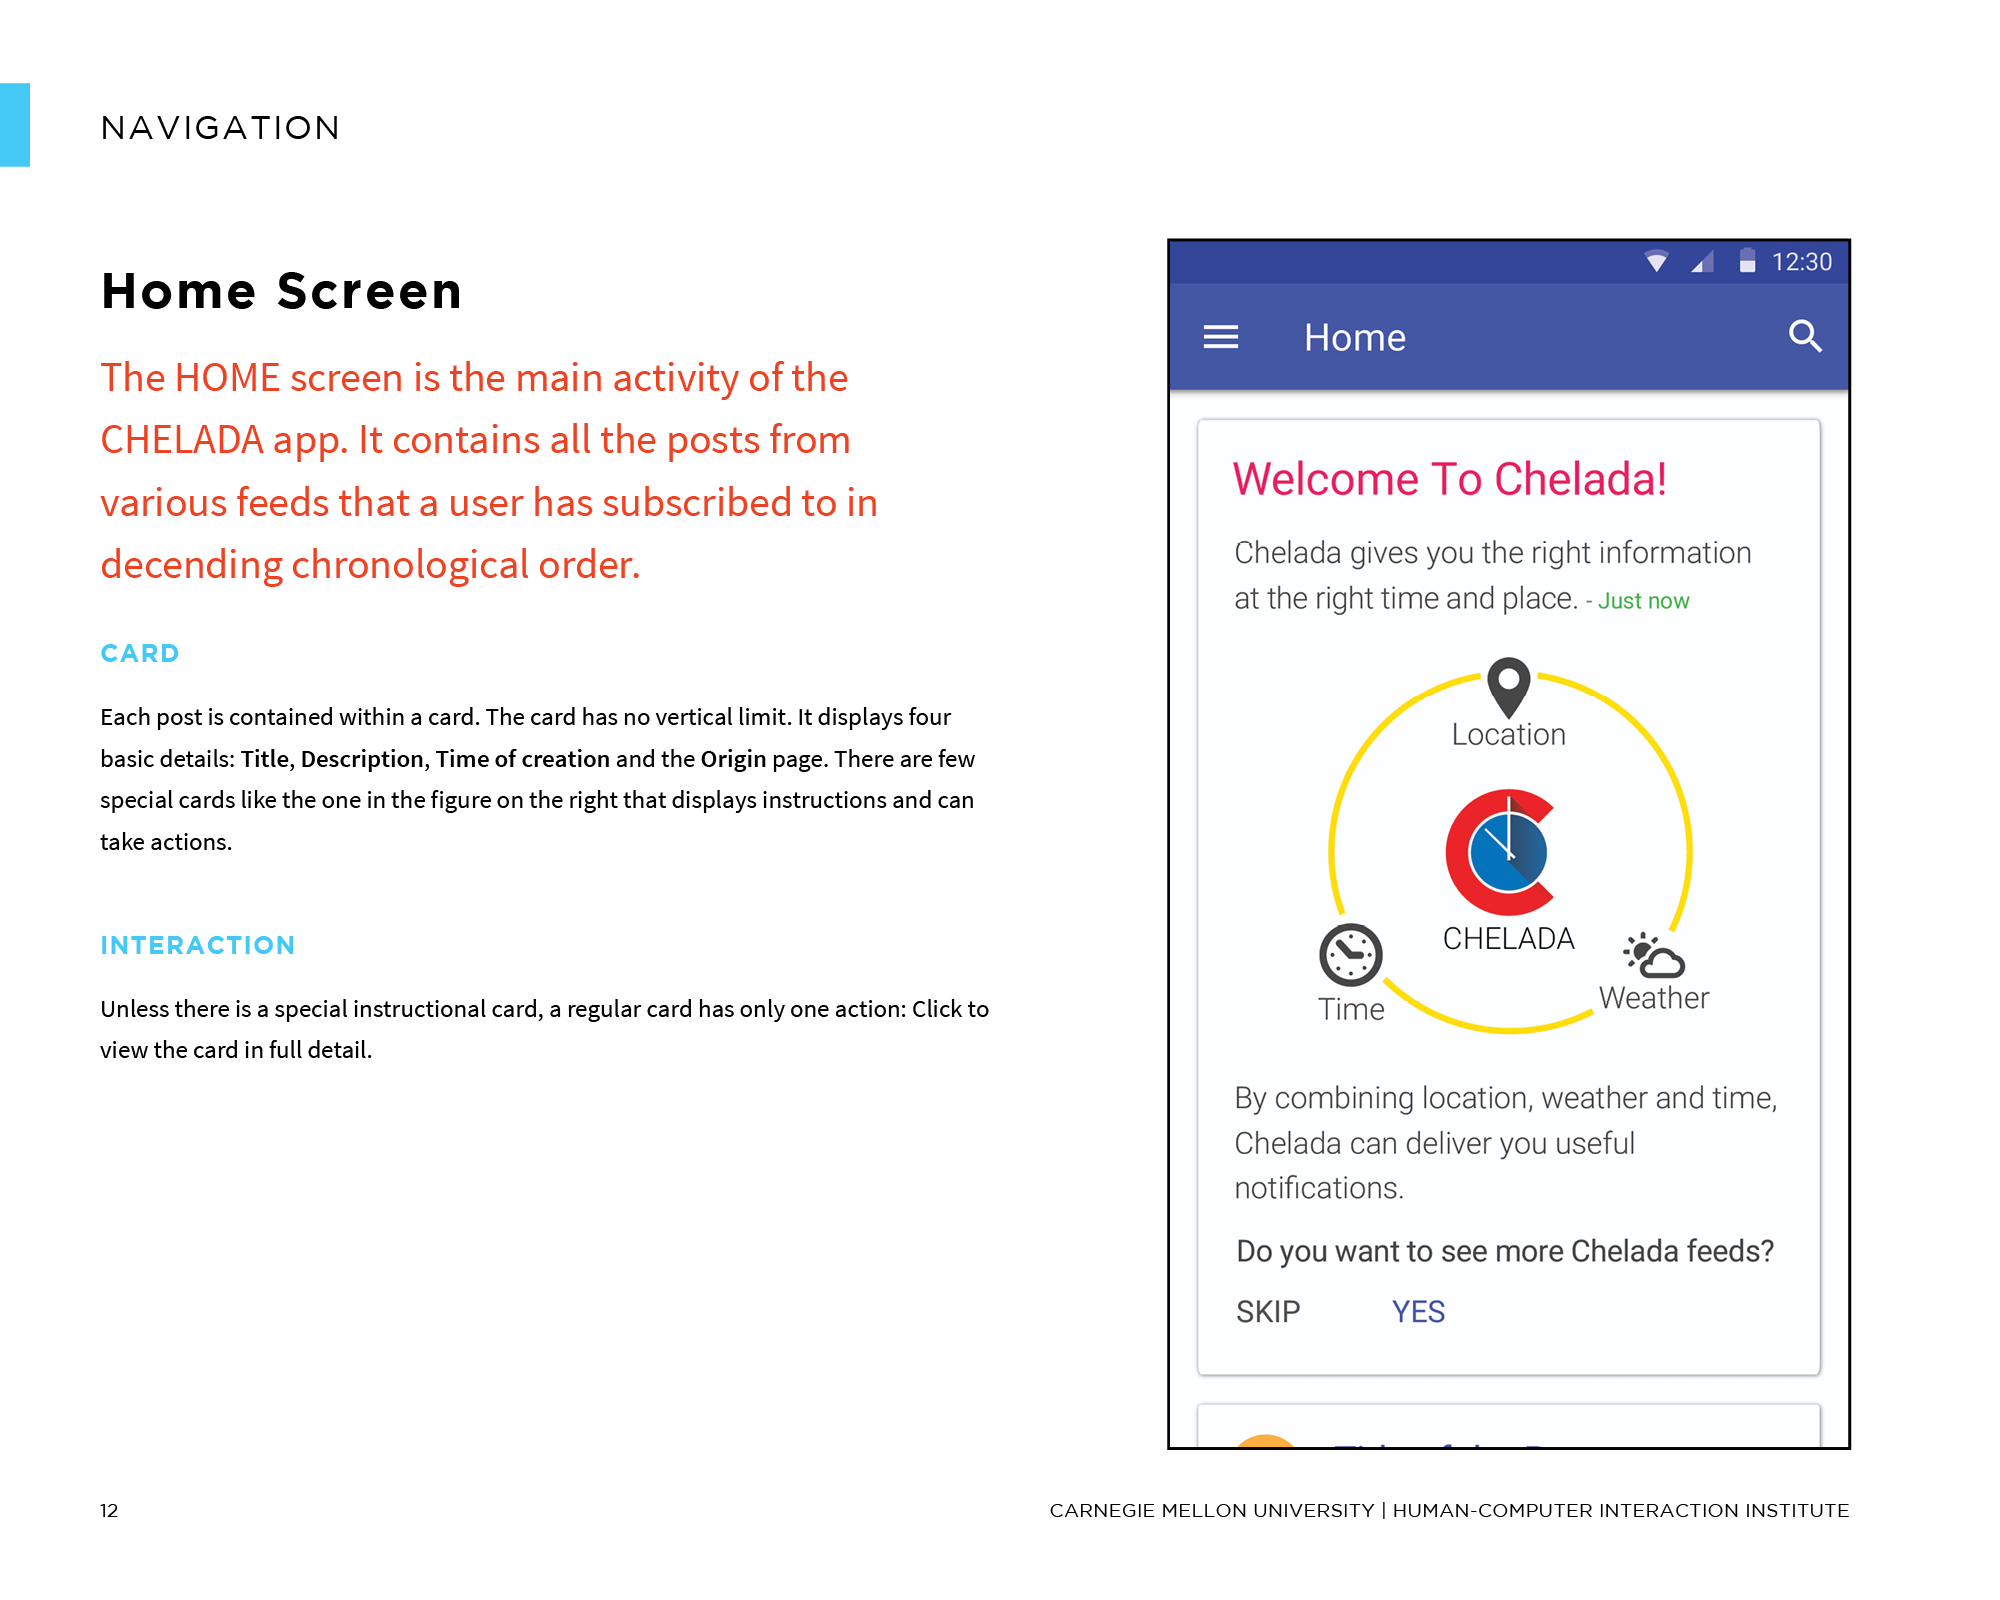 NAVIGATION
Home Screen
The HOME screen is the main activity of the
CHELADA app. It contains all the posts from
various feeds that a user has subscribed to in
decending chronological order.
CARD
Each post is contained within a card. The card has no vertical limit. It displays four
basic details: Title, Description, Time of creation and the Origin page. There are few
special cards like the one in the figure on the right that displays instructions and can
take actions.
INTERACTION
Unless there is a special instructional card, a regular card has only one action: Click to
view the card in full detail.
12:30
Home
Welcome To Chelada!
Chelada gives you the right information
at the right time and place. - Just now
Location
CHELADA
Time
Weather
By combining location, weather and time,
Chelada can deliver you useful
notifications.
Do you want to see more Chelada feeds?
SKIP YES
12
CARNEGIE MELLON UNIVERSITY | HUMAN-COMPUTER INTERACTION INSTITUTE